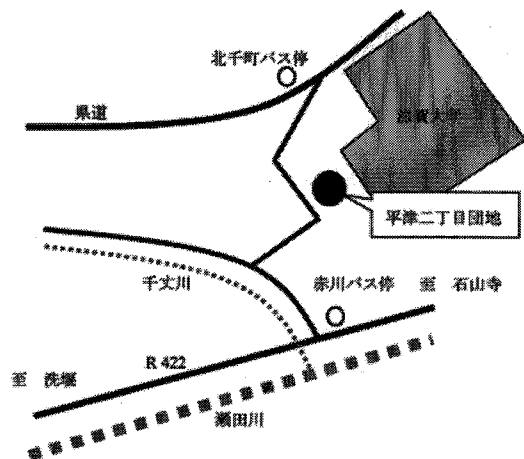 北千町バス停
県道
滋賀大学
平津二丁目団地
千丈川
赤川バス停 至 石山寺
R 422
至 洗堰
瀬田川